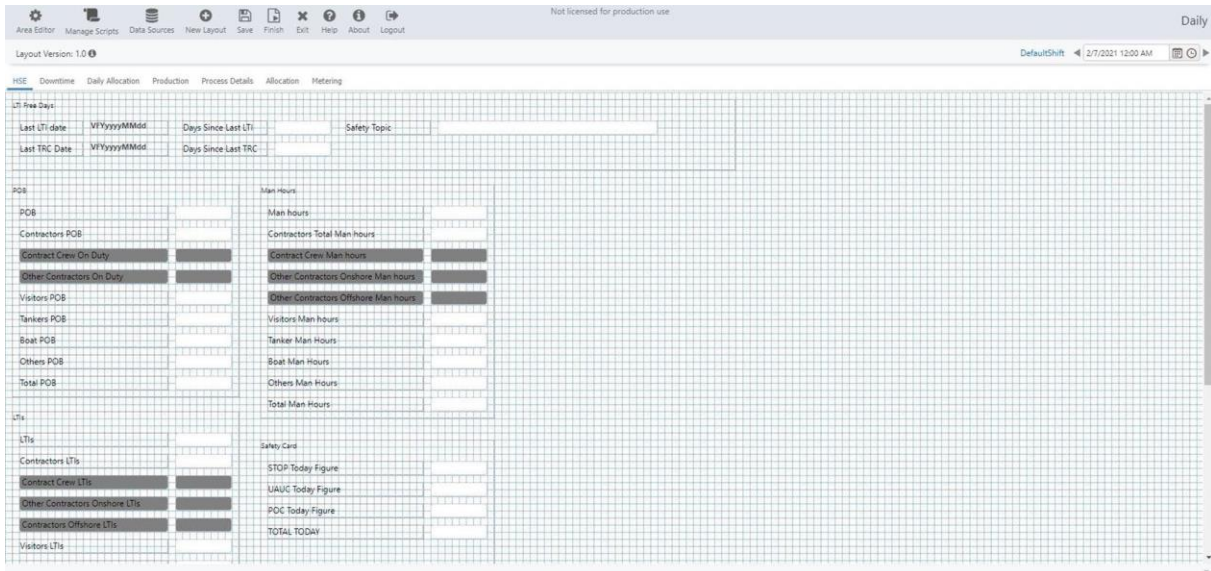 Not licensed for production use
Area Editor Manage Scripts Data Sources New Layout Save Finish Exit Help About Logout
Daily
Layout Version: 1.0
DefaultShift 2/7/2021 12:00 AM
HSE Downtime Daily Allocation Production Process Details Allocation Metering
LTI Free Days
Last LTI date VFYyyyMMdd Days Since Last LTI Safety Topic
Last TRC Date VFYyyyMMdd Days Since Last TRC
POB Man Hours
POB Man hours
Contractors POB Contractors Total Man hours
Contract Crew On Duty Contract Crew Man hours
Other Contractors On Duty Other Contractors Onshore Man hours
Visitors POB Other Contractors Offshore Man hours
Tankers POB Visitors Man hours
Boat POB Tanker Man Hours
Others POB Boat Man Hours
Total POB Others Man Hours
Total Man Hours
LTIs
LTIs Safety Card
Contractors LTIs STOP Today Figure
Contract Crew LTIs UAUC Today Figure
Other Contractors Onshore LTIs POC Today Figure
Contractors Offshore LTIs TOTAL TODAY
Visitors LTIs